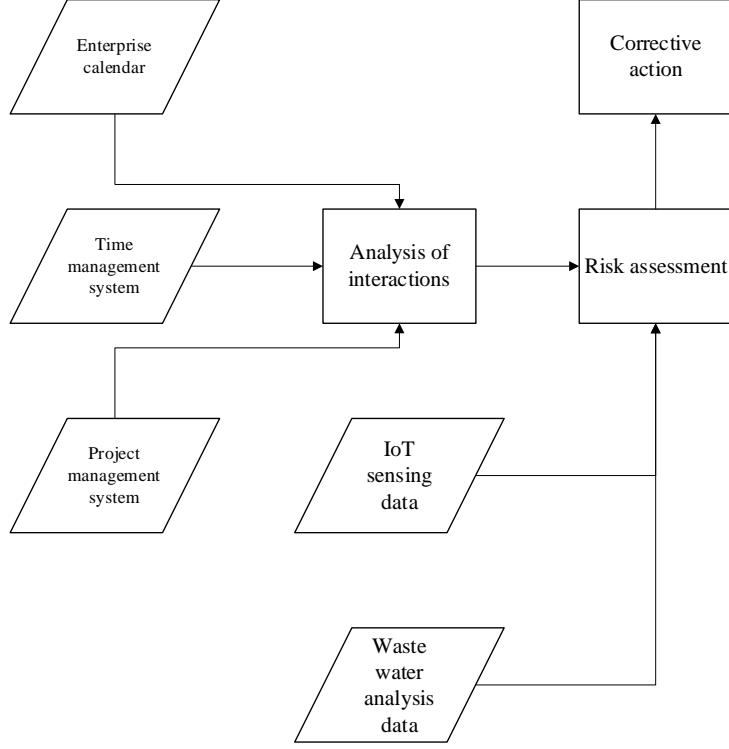 Enterprise
calendar
Corrective
action
Time
management
system
Analysis of
interactions
Risk assessment
Project
management
system
IoT
sensing
data
Waste
water
analysis
data